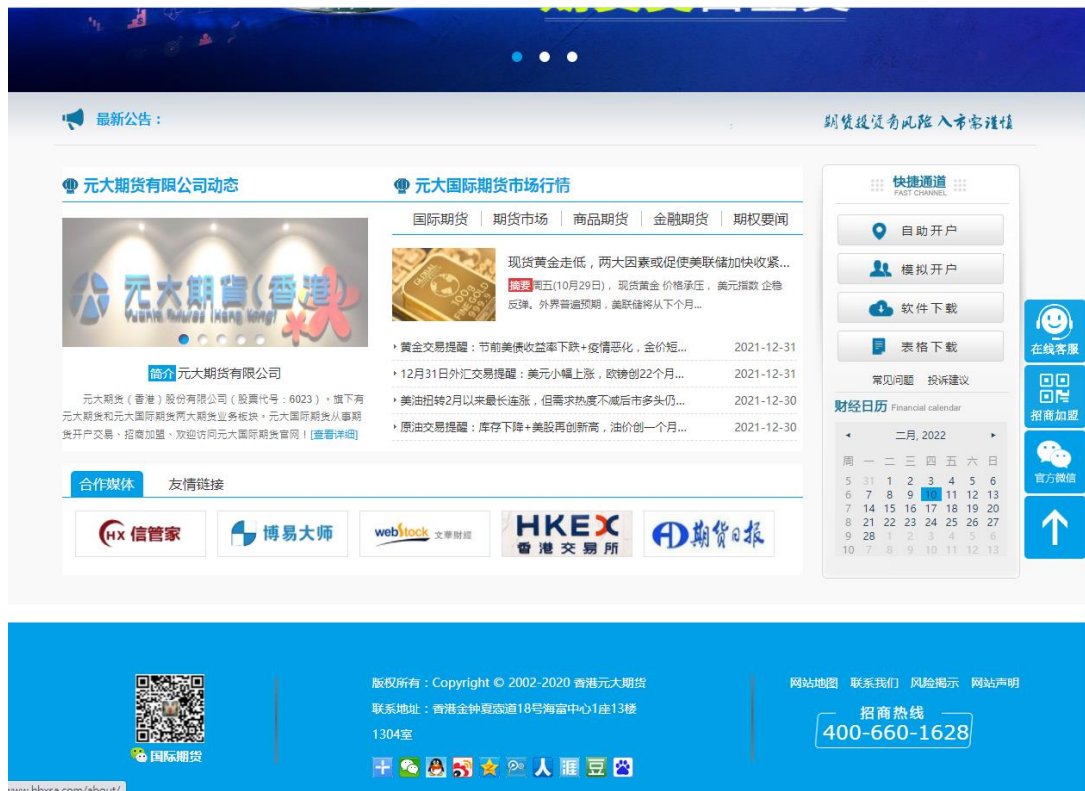 最新公告：
期货投资有风险 入市需谨慎
元大期货有限公司动态
元大期貨(香港)
Yuanta Futures (Hong Kong)
简介 元大期货有限公司
元大期货（香港）股份有限公司（股票代号：6023），旗下有
元大期货和元大国际期货两大期货业务板块。元大国际期货从事期
货开户交易、招商加盟、欢迎访问元大国际期货官网！[查看详细]
元大国际期货市场行情
国际期货 期货市场 商品期货 金融期货 期权要闻
现货黄金走低，两大因素或促使美联储加快收紧...
摘要 周五(10月29日)，现货黄金 价格承压， 美元指数 企稳
反弹。外界普遍预期，美联储将从下个月...
黄金交易提醒：节前美债收益率下跌+疫情恶化，金价短... 2021-12-31
12月31日外汇交易提醒：美元小幅上涨，欧镑创22个月... 2021-12-31
美油扭转2月以来最长连涨，但需求热度不减后市多头仍... 2021-12-30
原油交易提醒：库存下降+美股再创新高，油价创一个月... 2021-12-30
快捷通道
FAST CHANNEL
自助开户
模拟开户
软件下载
表格下载
常见问题 投诉建议
财经日历 Financial calendar
二月, 2022
周 一 二 三 四 五 六 日
5 31 1 2 3 4 5 6
6 7 8 9 10 11 12 13
7 14 15 16 17 18 19 20
8 21 22 23 24 25 26 27
9 28 1 2 3 4 5 6
10 7 8 9 10 11 12 13
在线客服
招商加盟
官方微信
合作媒体 友情链接
HX 信管家
博易大师
webstock 文華财經
HKEX
香港交易所
期货日报
国际期货
版权所有：Copyright © 2002-2020 香港元大期货
联系地址：香港金钟夏悫道18号海富中心1座13楼
1304室
网站地图 联系我们 风险揭示 网站声明
招商热线
400-660-1628